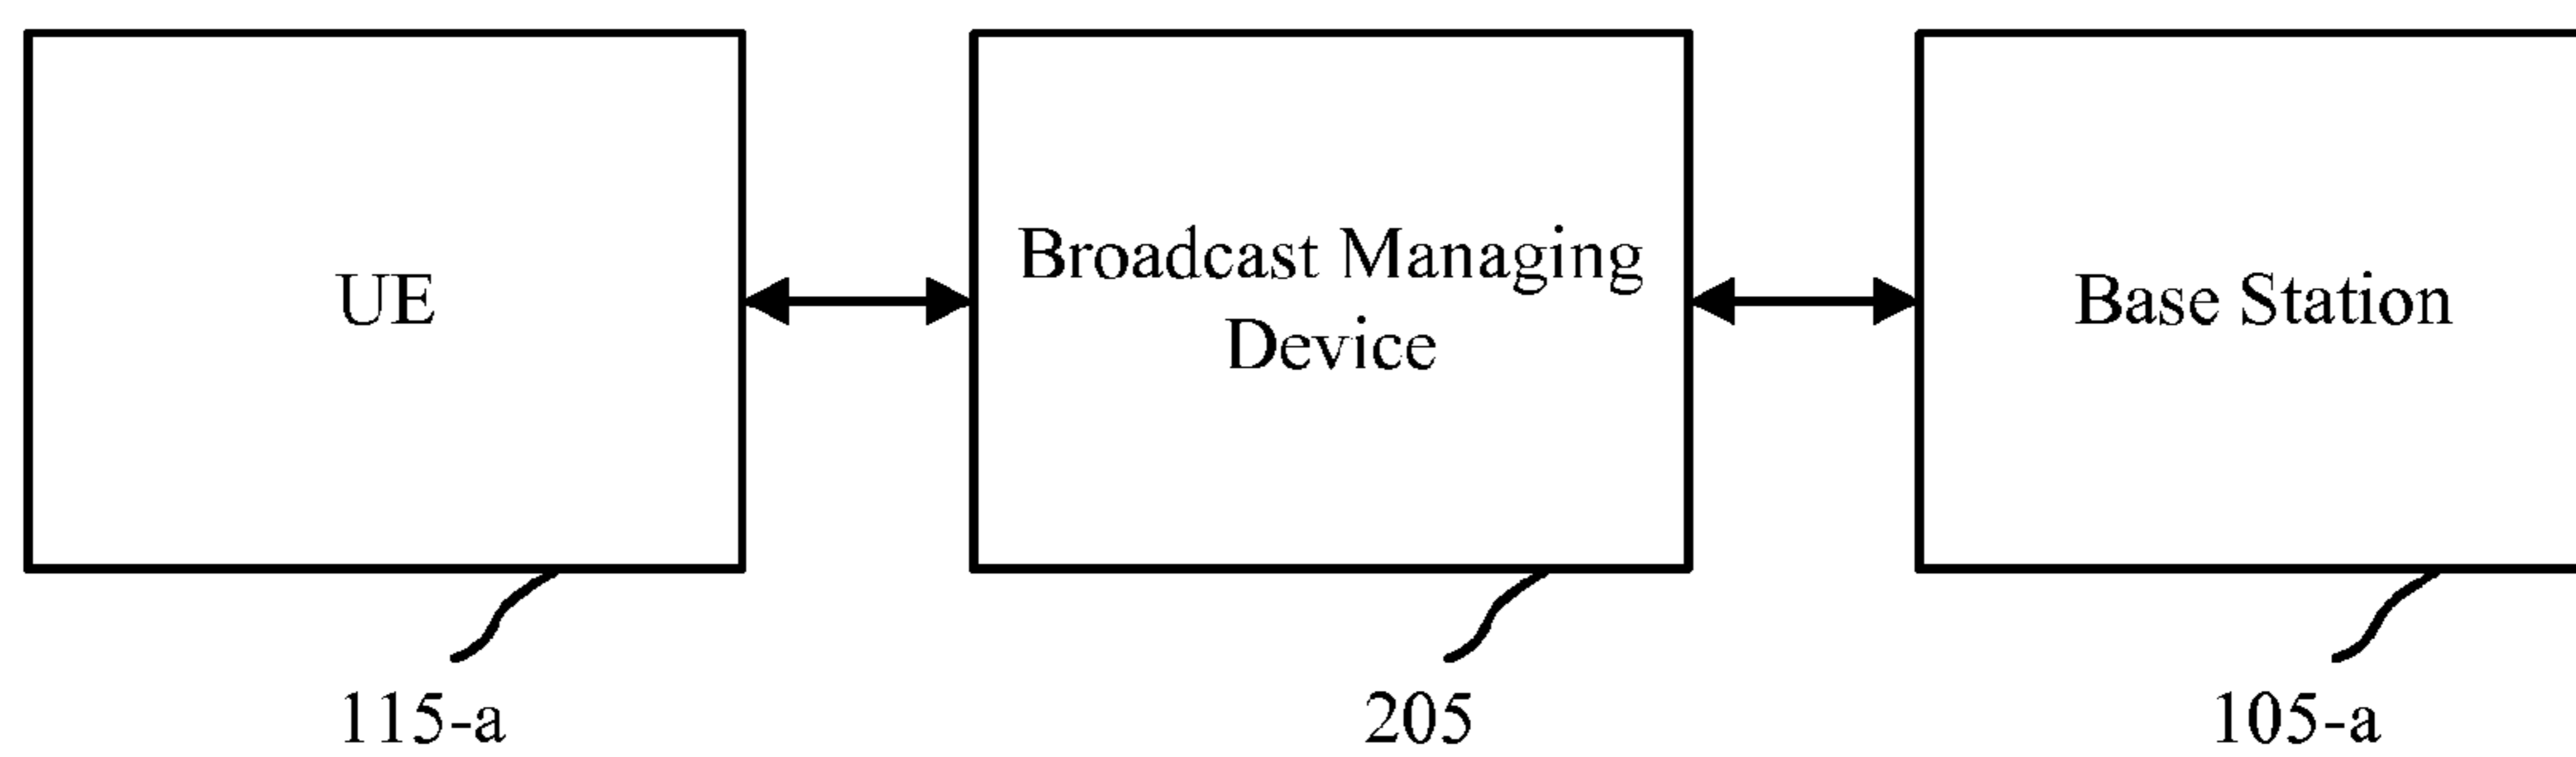 UE
Broadcast Managing
Device
Base Station
115-a
205
105-a